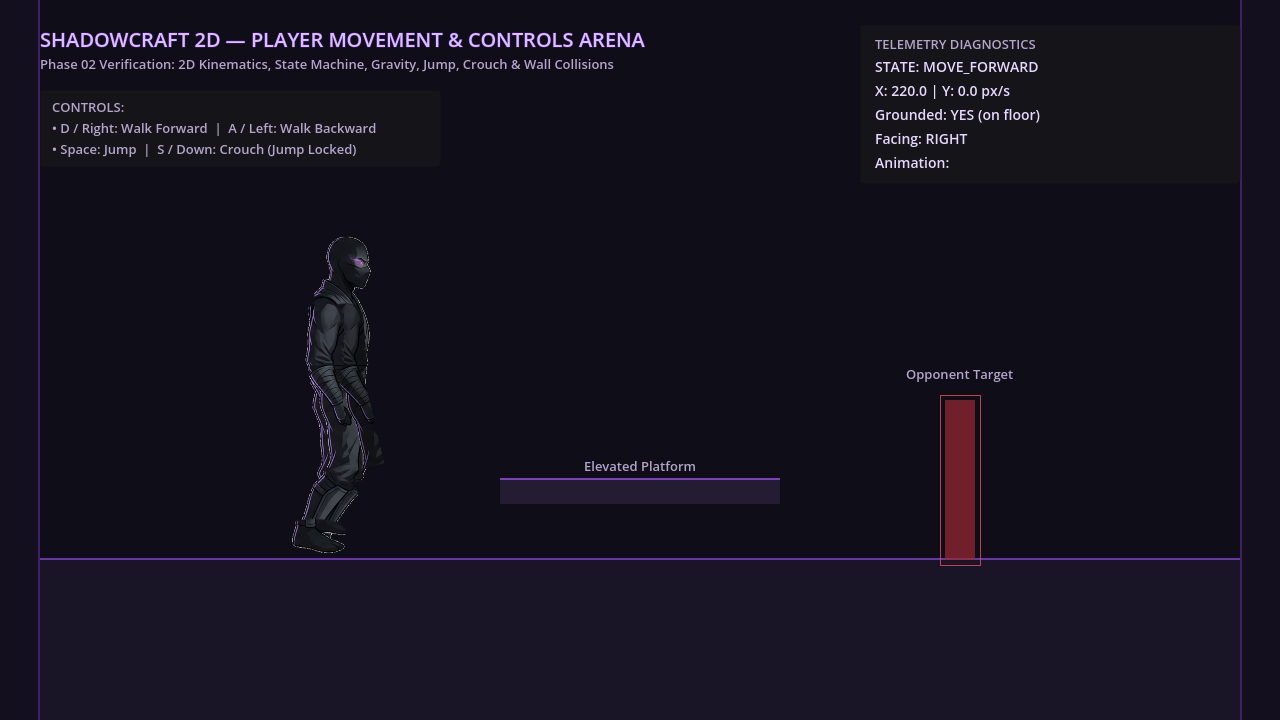 SHADOWCRAFT 2D — PLAYER MOVEMENT & CONTROLS ARENA
Phase 02 Verification: 2D Kinematics, State Machine, Gravity, Jump, Crouch & Wall Collisions
CONTROLS:
• D / Right: Walk Forward | A / Left: Walk Backward
• Space: Jump | S / Down: Crouch (Jump Locked)
TELEMETRY DIAGNOSTICS
STATE: MOVE_FORWARD
X: 220.0 | Y: 0.0 px/s
Grounded: YES (on floor)
Facing: RIGHT
Animation:
Opponent Target
Elevated Platform